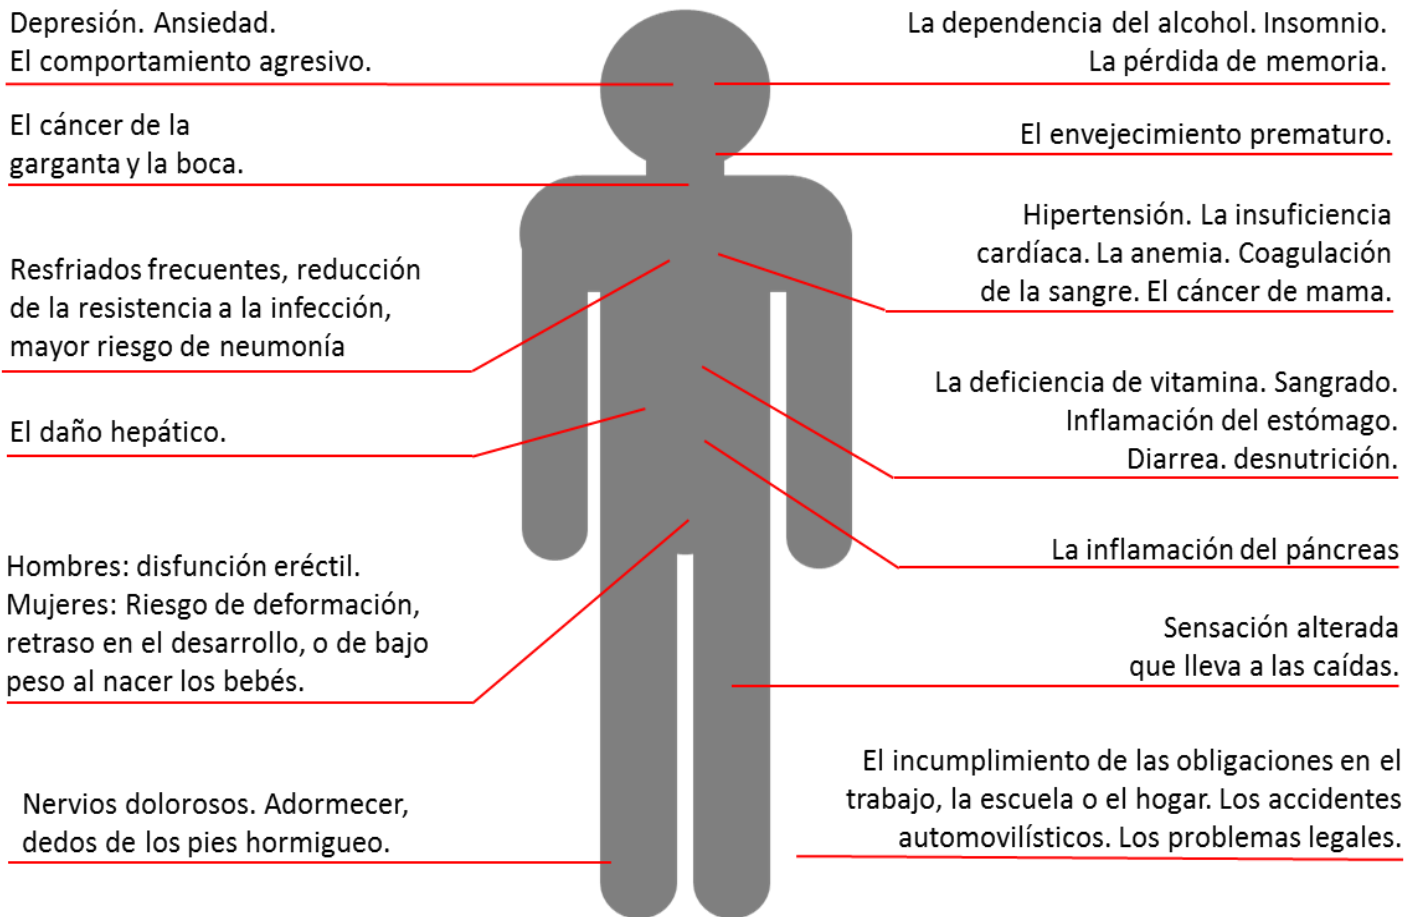 Depresión. Ansiedad.
El comportamiento agresivo.
El cáncer de la
garganta y la boca.
Resfriados frecuentes, reducción
de la resistencia a la infección,
mayor riesgo de neumonía
El daño hepático.
Hombres: disfunción eréctil.
Mujeres: Riesgo de deformación,
retraso en el desarrollo, o de bajo
peso al nacer los bebés.
Nervios dolorosos. Adormecer,
dedos de los pies hormigueo.
La dependencia del alcohol. Insomnio.
La pérdida de memoria.
El envejecimiento prematuro.
Hipertensión. La insuficiencia
cardíaca. La anemia. Coagulación
de la sangre. El cáncer de mama.
La deficiencia de vitamina. Sangrado.
Inflamación del estómago.
Diarrea. desnutrición.
La inflamación del páncreas
Sensación alterada
que lleva a las caídas.
El incumplimiento de las obligaciones en el
trabajo, la escuela o el hogar. Los accidentes
automovilísticos. Los problemas legales.